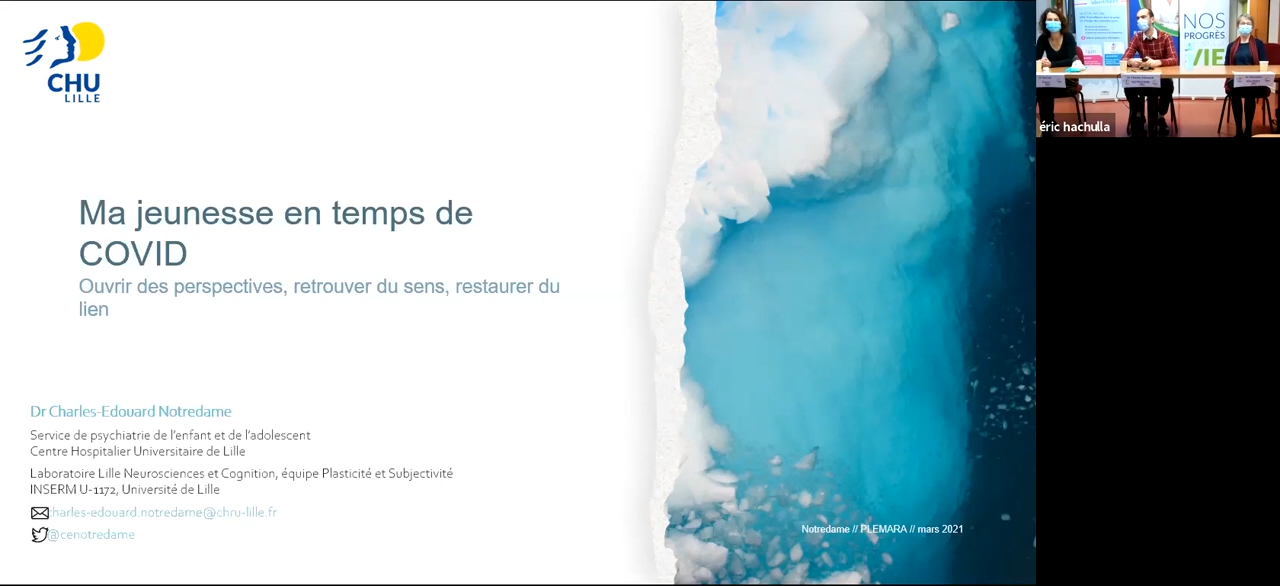 CHU
LILLE
Ma jeunesse en temps de
COVID
Ouvrir des perspectives, retrouver du sens, restaurer du
lien
Dr Charles-Edouard Notredame
Service de psychiatrie de l'enfant et de l'adolescent
Centre Hospitalier Universitaire de Lille
Laboratoire Lille Neurosciences et Cognition, équipe Plasticité et Subjectivité
INSERM U-1172, Université de Lille
charles-edouard.notredame@chru-lille.fr
@cenotredame
Notredame // PLEMARA // mars 2021
NOS
PROGRÈS
VIE
éric hachulla